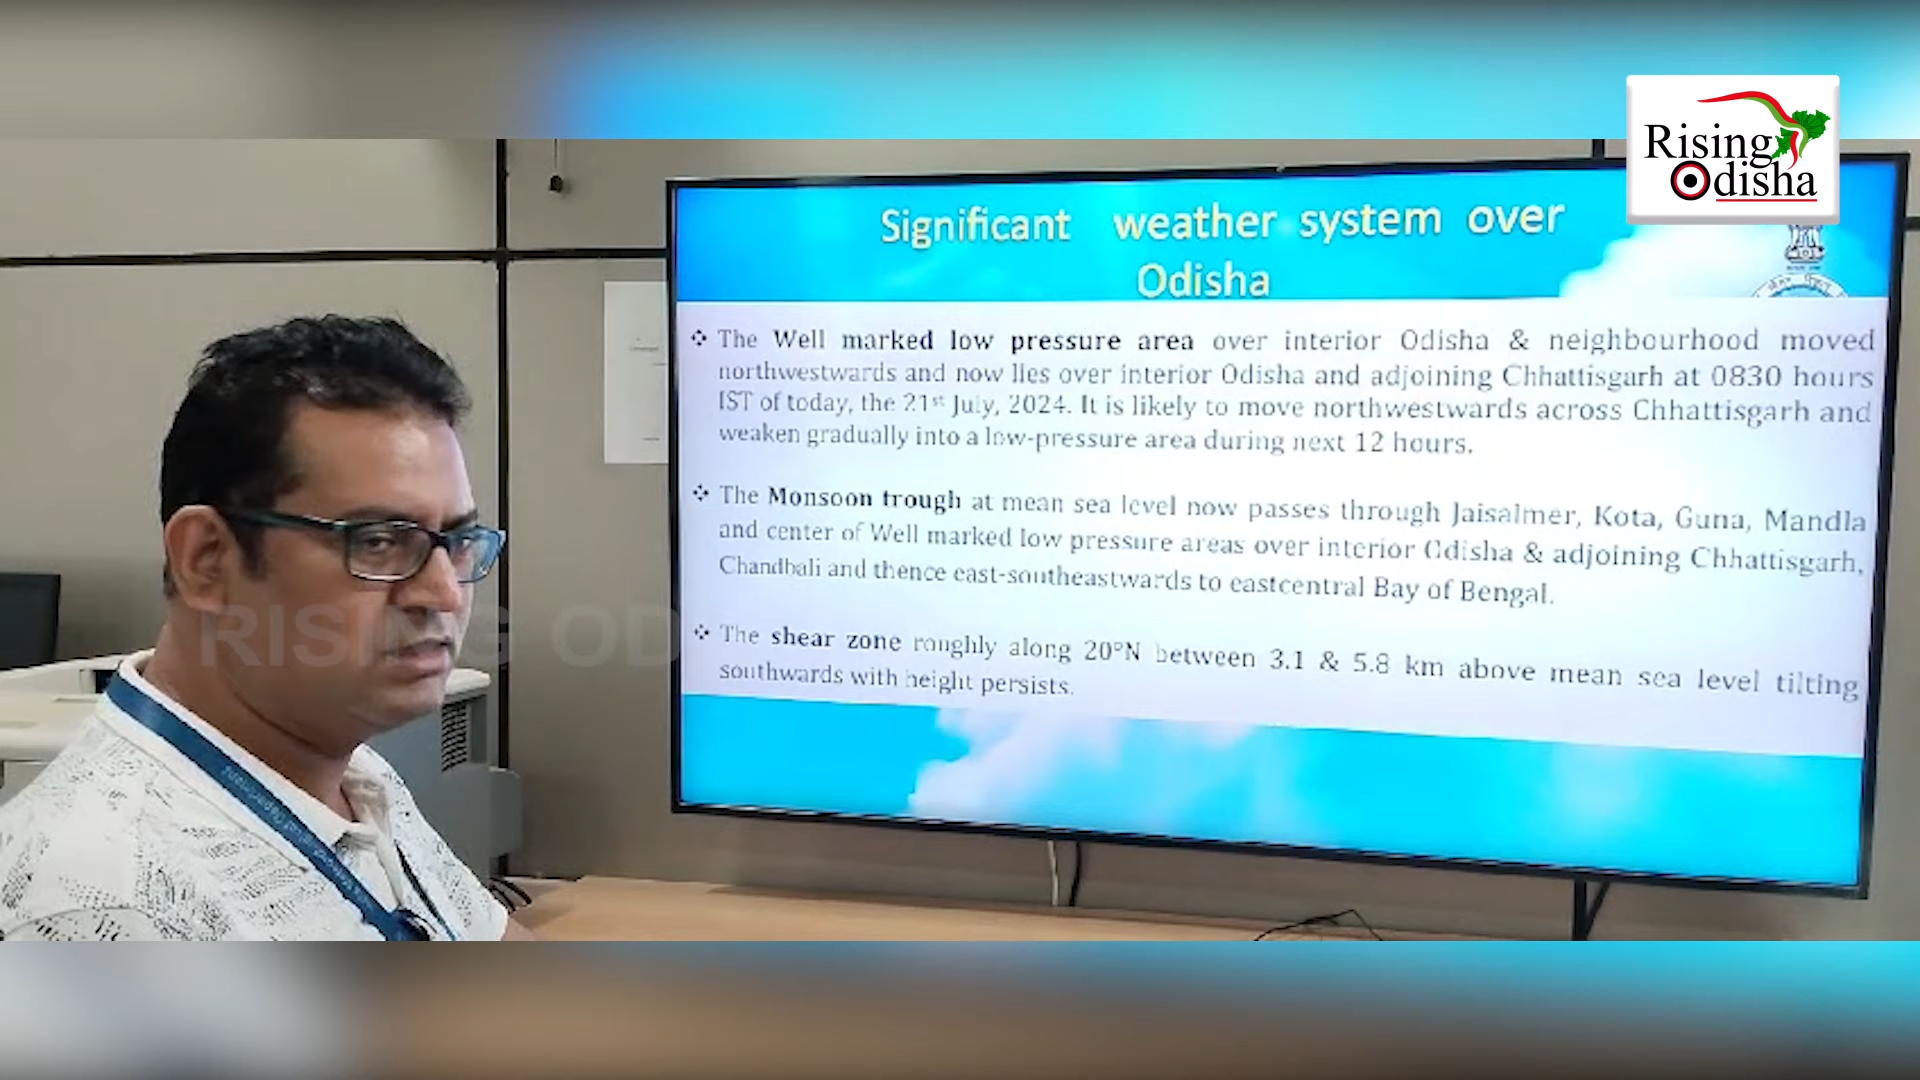 Rising
Odisha
Significant weather system over
Odisha
❖ The Well marked low pressure area over interior Odisha & neighbourhood moved
northwestwards and now lies over interior Odisha and adjoining Chhattisgarh at 0830 hours
IST of today, the 21st July, 2024. It is likely to move northwestwards across Chhattisgarh and
weaken gradually into a low-pressure area during next 12 hours.
❖ The Monsoon trough at mean sea level now passes through Jaisalmer, Kota, Guna, Mandla
and center of Well marked low pressure areas over interior Odisha & adjoining Chhattisgarh,
Chandbali and thence east-southeastwards to eastcentral Bay of Bengal.
❖ The shear zone roughly along 20°N between 3.1 & 5.8 km above mean sea level tilting
southwards with height persists.
RISING OD